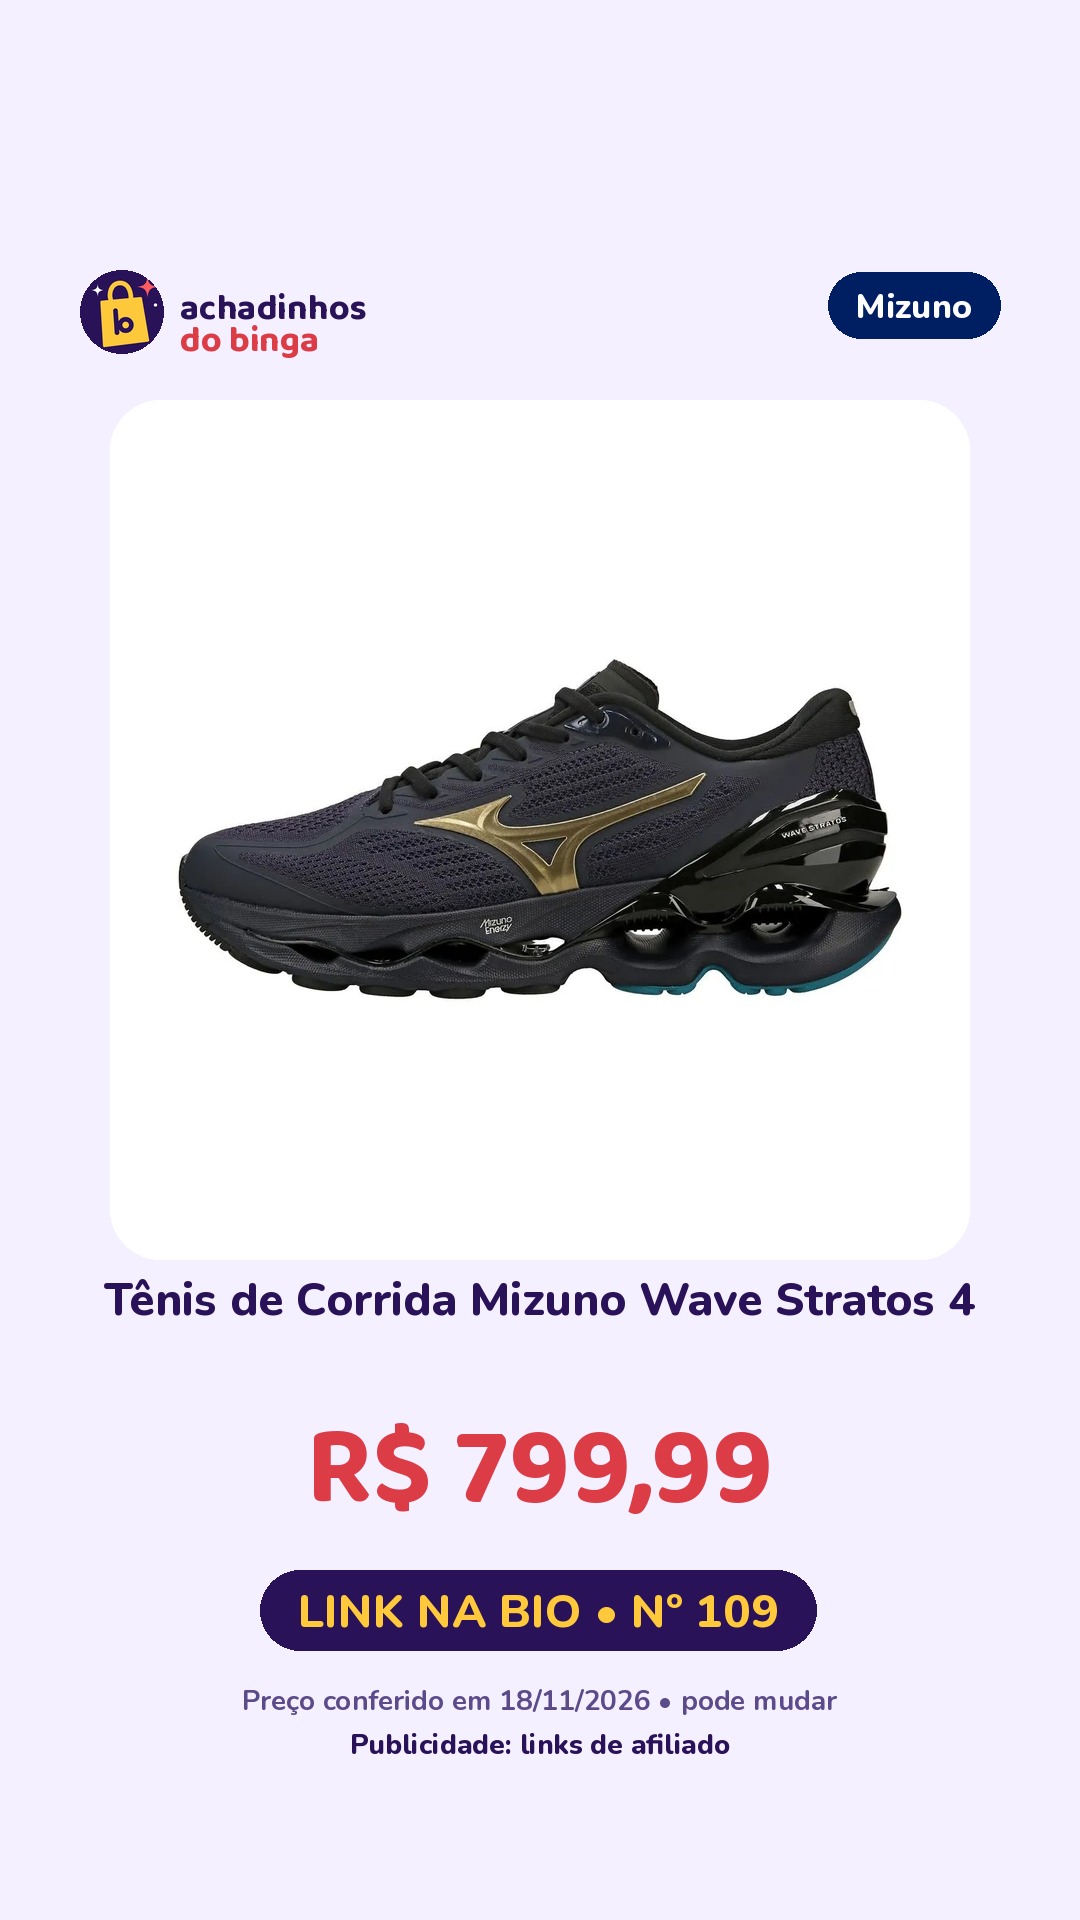 achadinhos
do binga
Mizuno
WAVE STRATOS
Mizuno
Enerzy
Tênis de Corrida Mizuno Wave Stratos 4
R$ 799,99
LINK NA BIO • Nº 109
Preço conferido em 18/11/2026 • pode mudar
Publicidade: links de afiliado